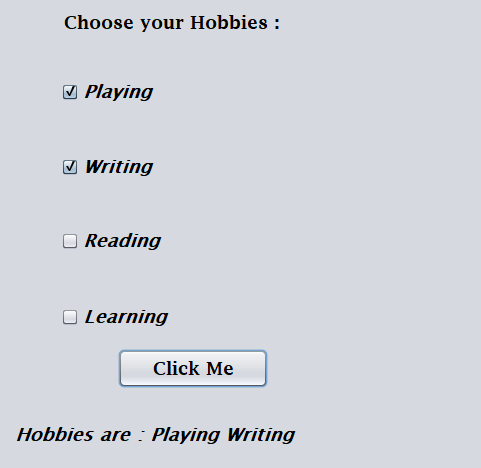 Choose your Hobbies :
Playing
Writing
Reading
Learning
Click Me
Hobbies are : Playing Writing